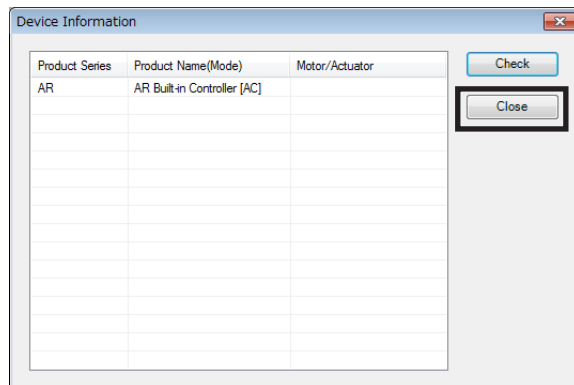 Device Information
Product Series Product Name(Mode) Motor/Actuator
AR AR Built-in Controller [AC]
Check
Close